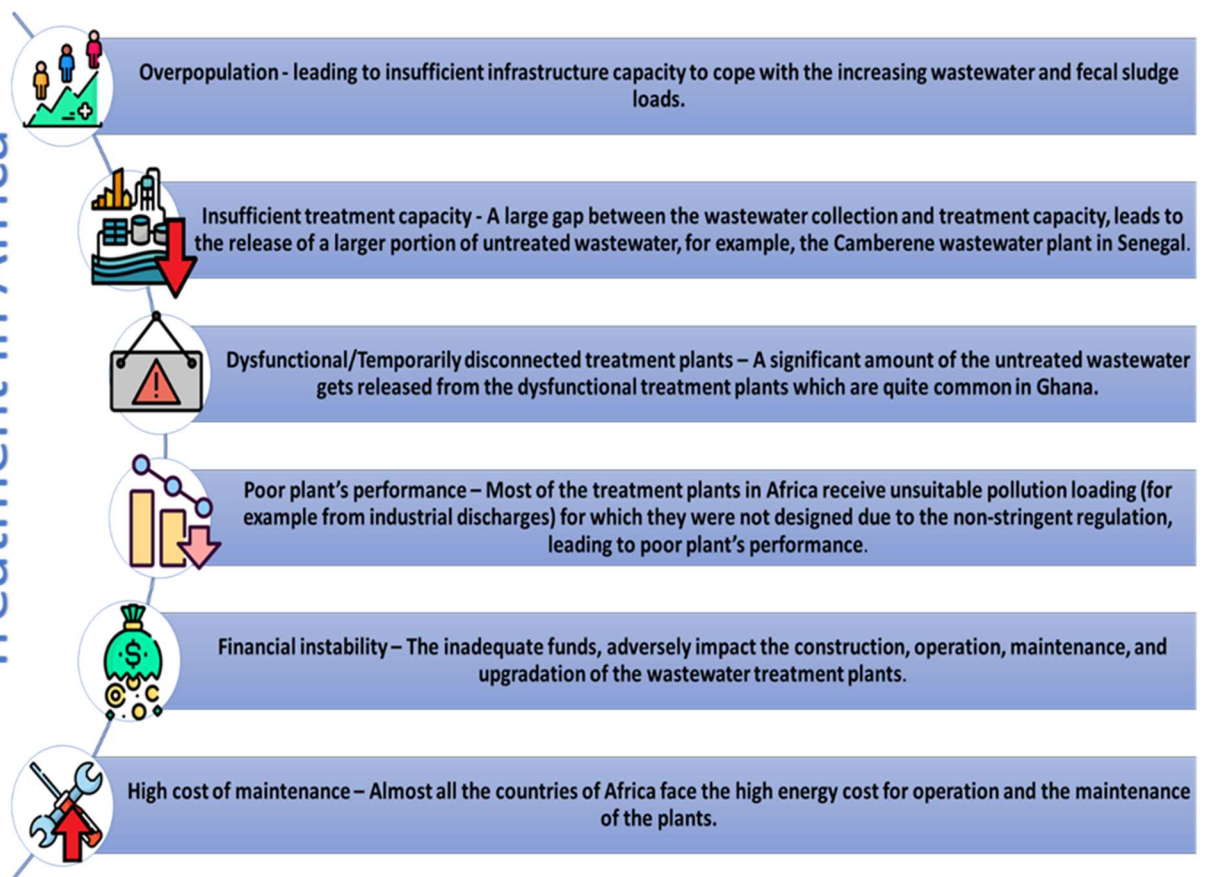 Overpopulation - leading to insufficient infrastructure capacity to cope with the increasing wastewater and fecal sludge
loads.
Insufficient treatment capacity - A large gap between the wastewater collection and treatment capacity, leads to
the release of a larger portion of untreated wastewater, for example, the Camberene wastewater plant in Senegal.
Dysfunctional/Temporarily disconnected treatment plants – A significant amount of the untreated wastewater
gets released from the dysfunctional treatment plants which are quite common in Ghana.
Poor plant's performance – Most of the treatment plants in Africa receive unsuitable pollution loading (for
example from industrial discharges) for which they were not designed due to the non-stringent regulation,
leading to poor plant's performance.
Financial instability – The inadequate funds, adversely impact the construction, operation, maintenance, and
upgradation of the wastewater treatment plants.
High cost of maintenance – Almost all the countries of Africa face the high energy cost for operation and the maintenance
of the plants.